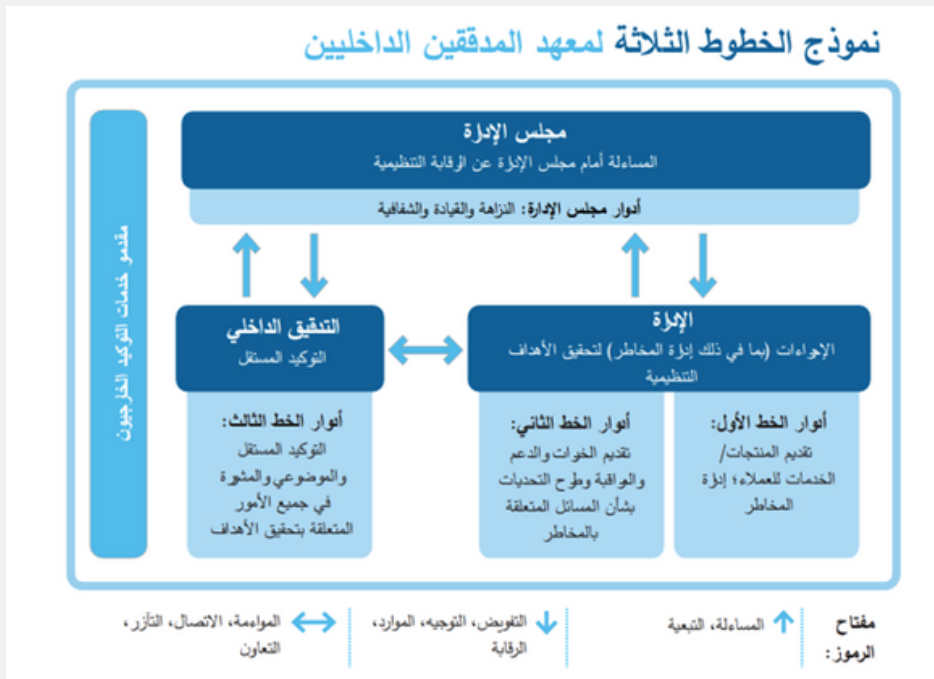 نموذج الخطوط الثلاثة لمعهد المدققين الداخليين
مجلس الإدارة
المساءلة أمام مجلس الإدارة عن الرقابة التنظيمية
أدوار مجلس الإدارة: النزاهة والقيادة والشفافية
الإدارة
الإجراءات (بما في ذلك إدارة المخاطر) لتحقيق الأهداف
التنظيمية
أدوار الخط الأول:
تقديم المنتجات/
الخدمات للعملاء؛ إدارة
المخاطر
أدوار الخط الثاني:
تقديم الخبرات والدعم
والمراقبة وطرح التحديات
بشأن المسائل المتعلقة
بالمخاطر
التدقيق الداخلي
التوكيد المستقل
أدوار الخط الثالث:
التوكيد المستقل
والموضوعي والمشورة
في جميع الأمور
المتعلقة بتحقيق الأهداف
مقدمو خدمات التوكيد الخارجيون
مفتاح
الرموز:
المساءلة، التبعية
التفويض، التوجيه، الموارد،
الرقابة
المواءمة، الاتصال، التآزر،
التعاون